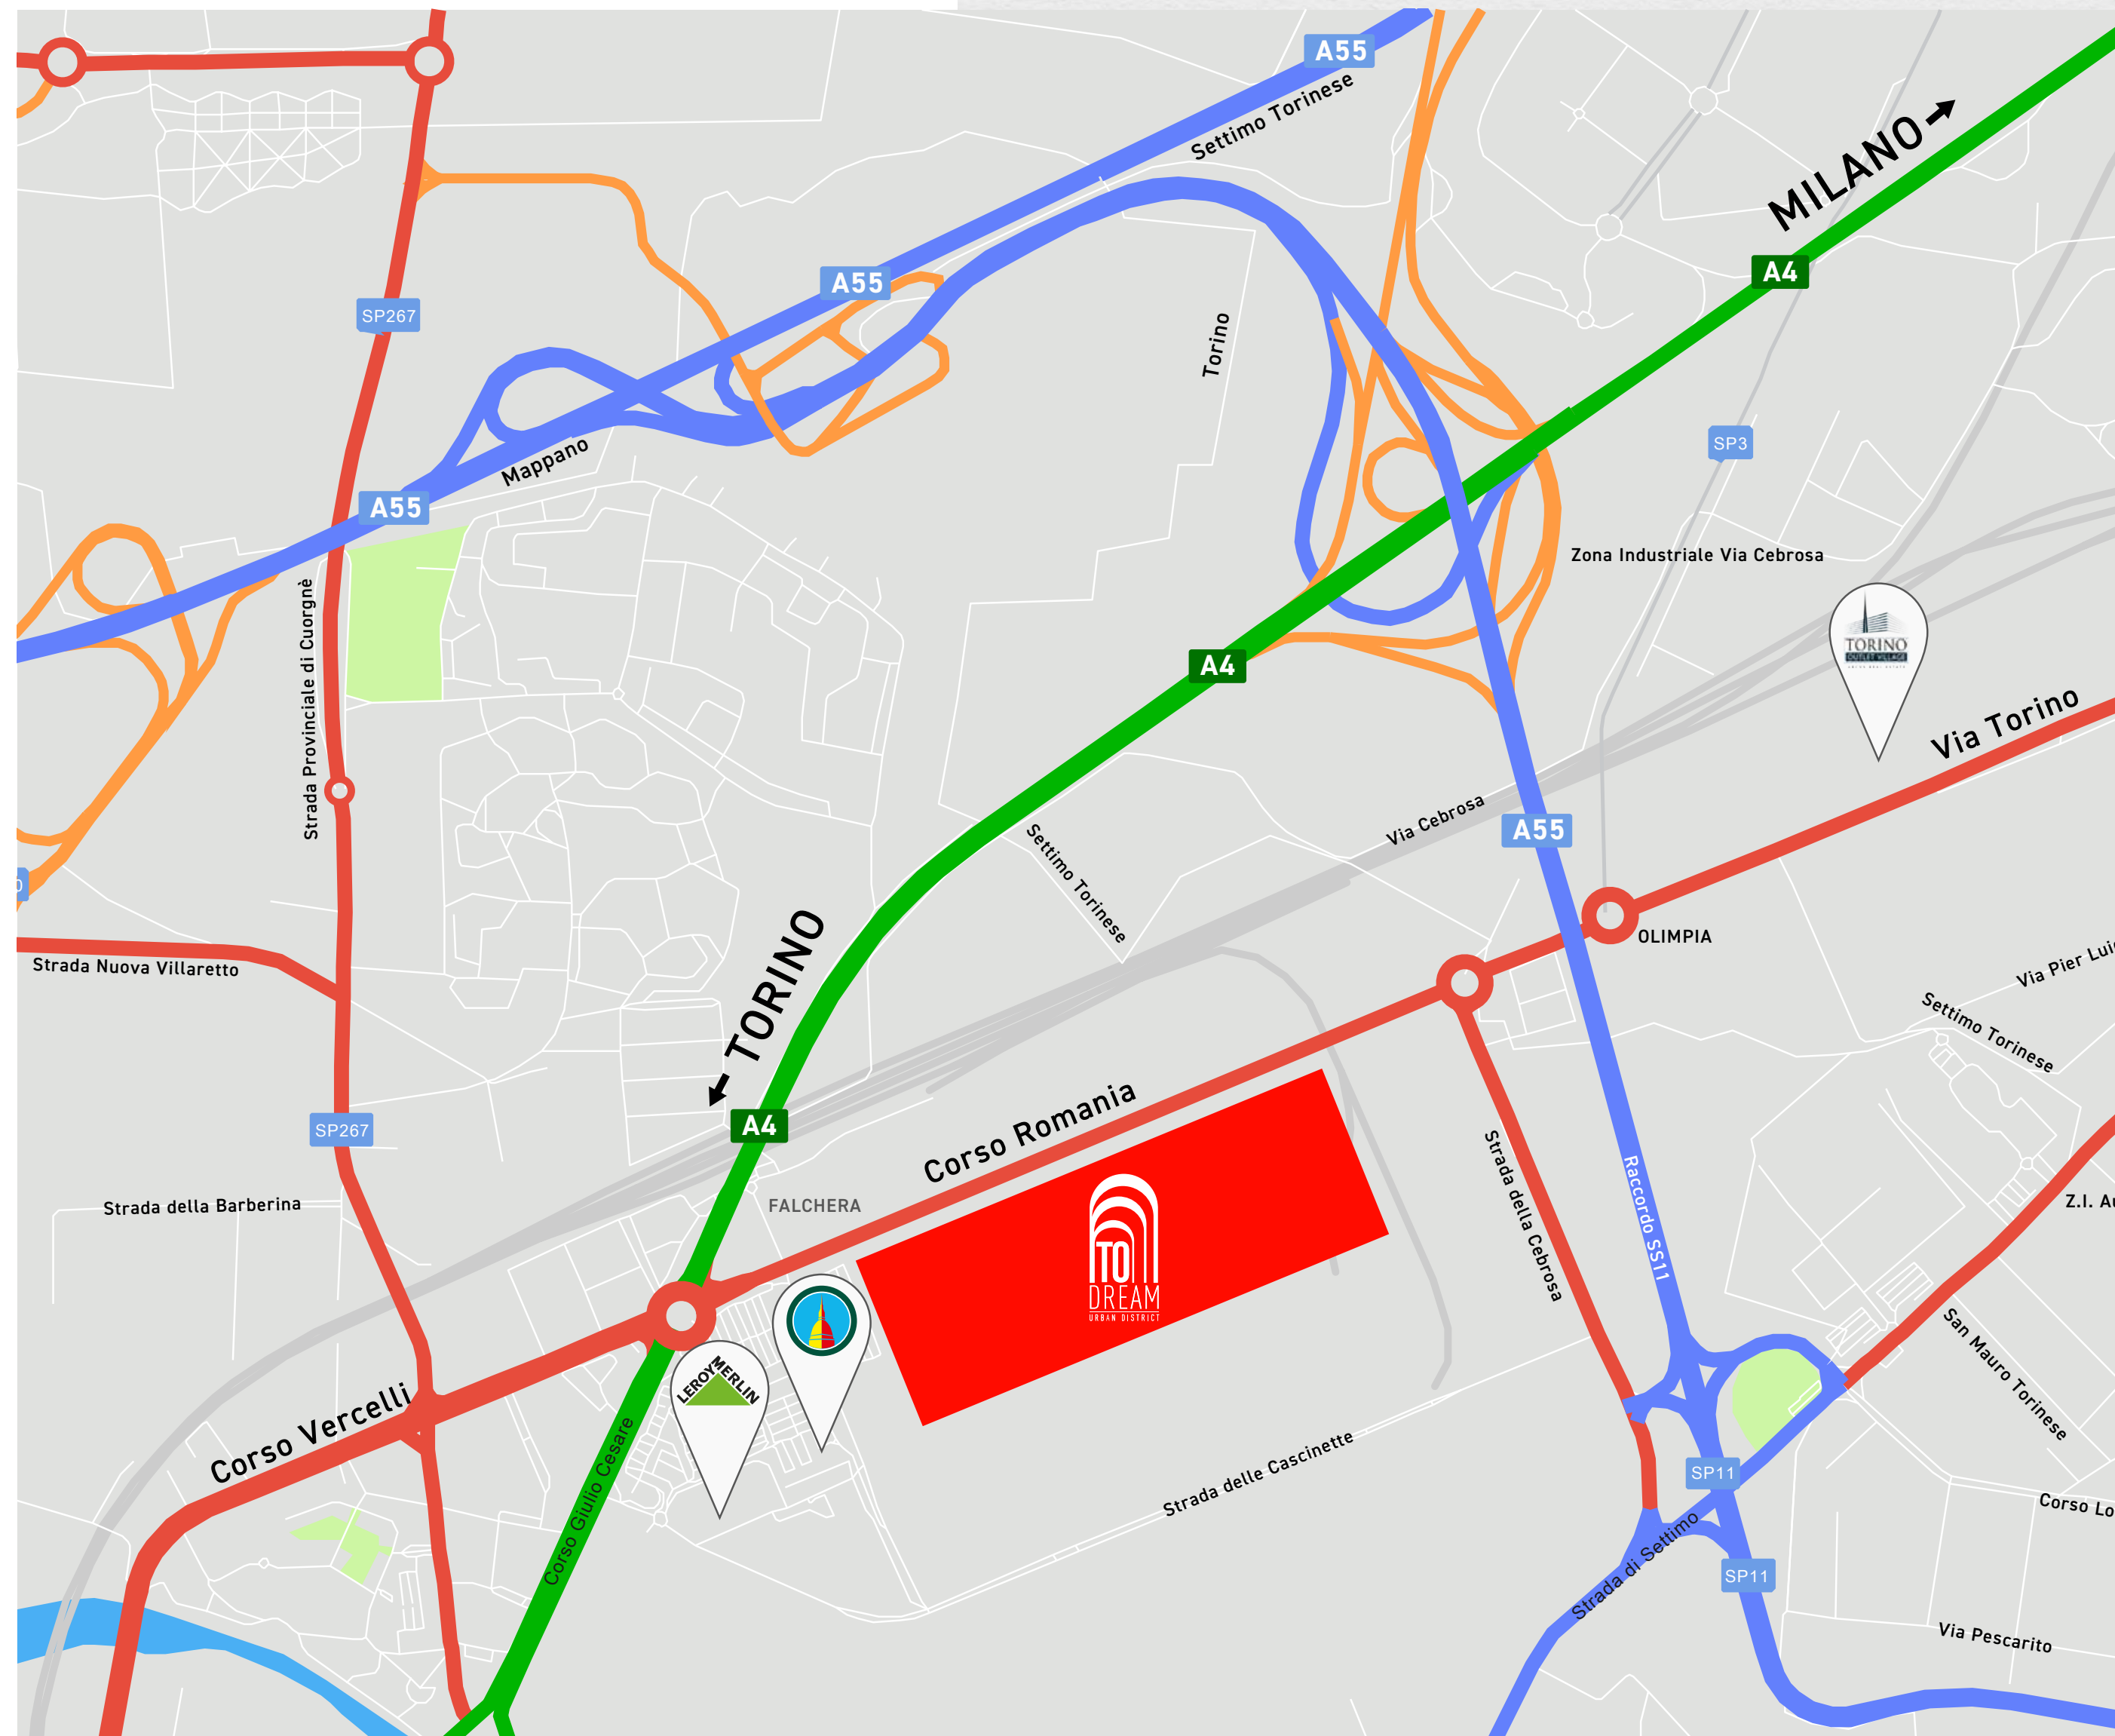 A55
Settimo Torinese
MILANO
A4
A55
SP267
Torino
SP3
Mappano
A55
Zona Industriale Via Cebrosa
TORINO
OUTLET VILLAGE
Strada Provinciale di Cuorgnè
A4
Via Torino
Via Cebrosa
A55
Settimo Torinese
OLIMPIA
Strada Nuova Villaretto
TORINO
Via Pier Lui
Settimo Torinese
A4
SP267
Corso Romania
Strada della Cebrosa
Raccordo SS11
Strada della Barberina
FALCHERA
Z.I. Au
TO
DREAM
URBAN DISTRICT
LEROY MERLIN
San Mauro Torinese
Corso Vercelli
Corso Giulio Cesare
Strada delle Cascinette
SP11
Corso Lo
Strada di Settimo
SP11
Via Pescarito